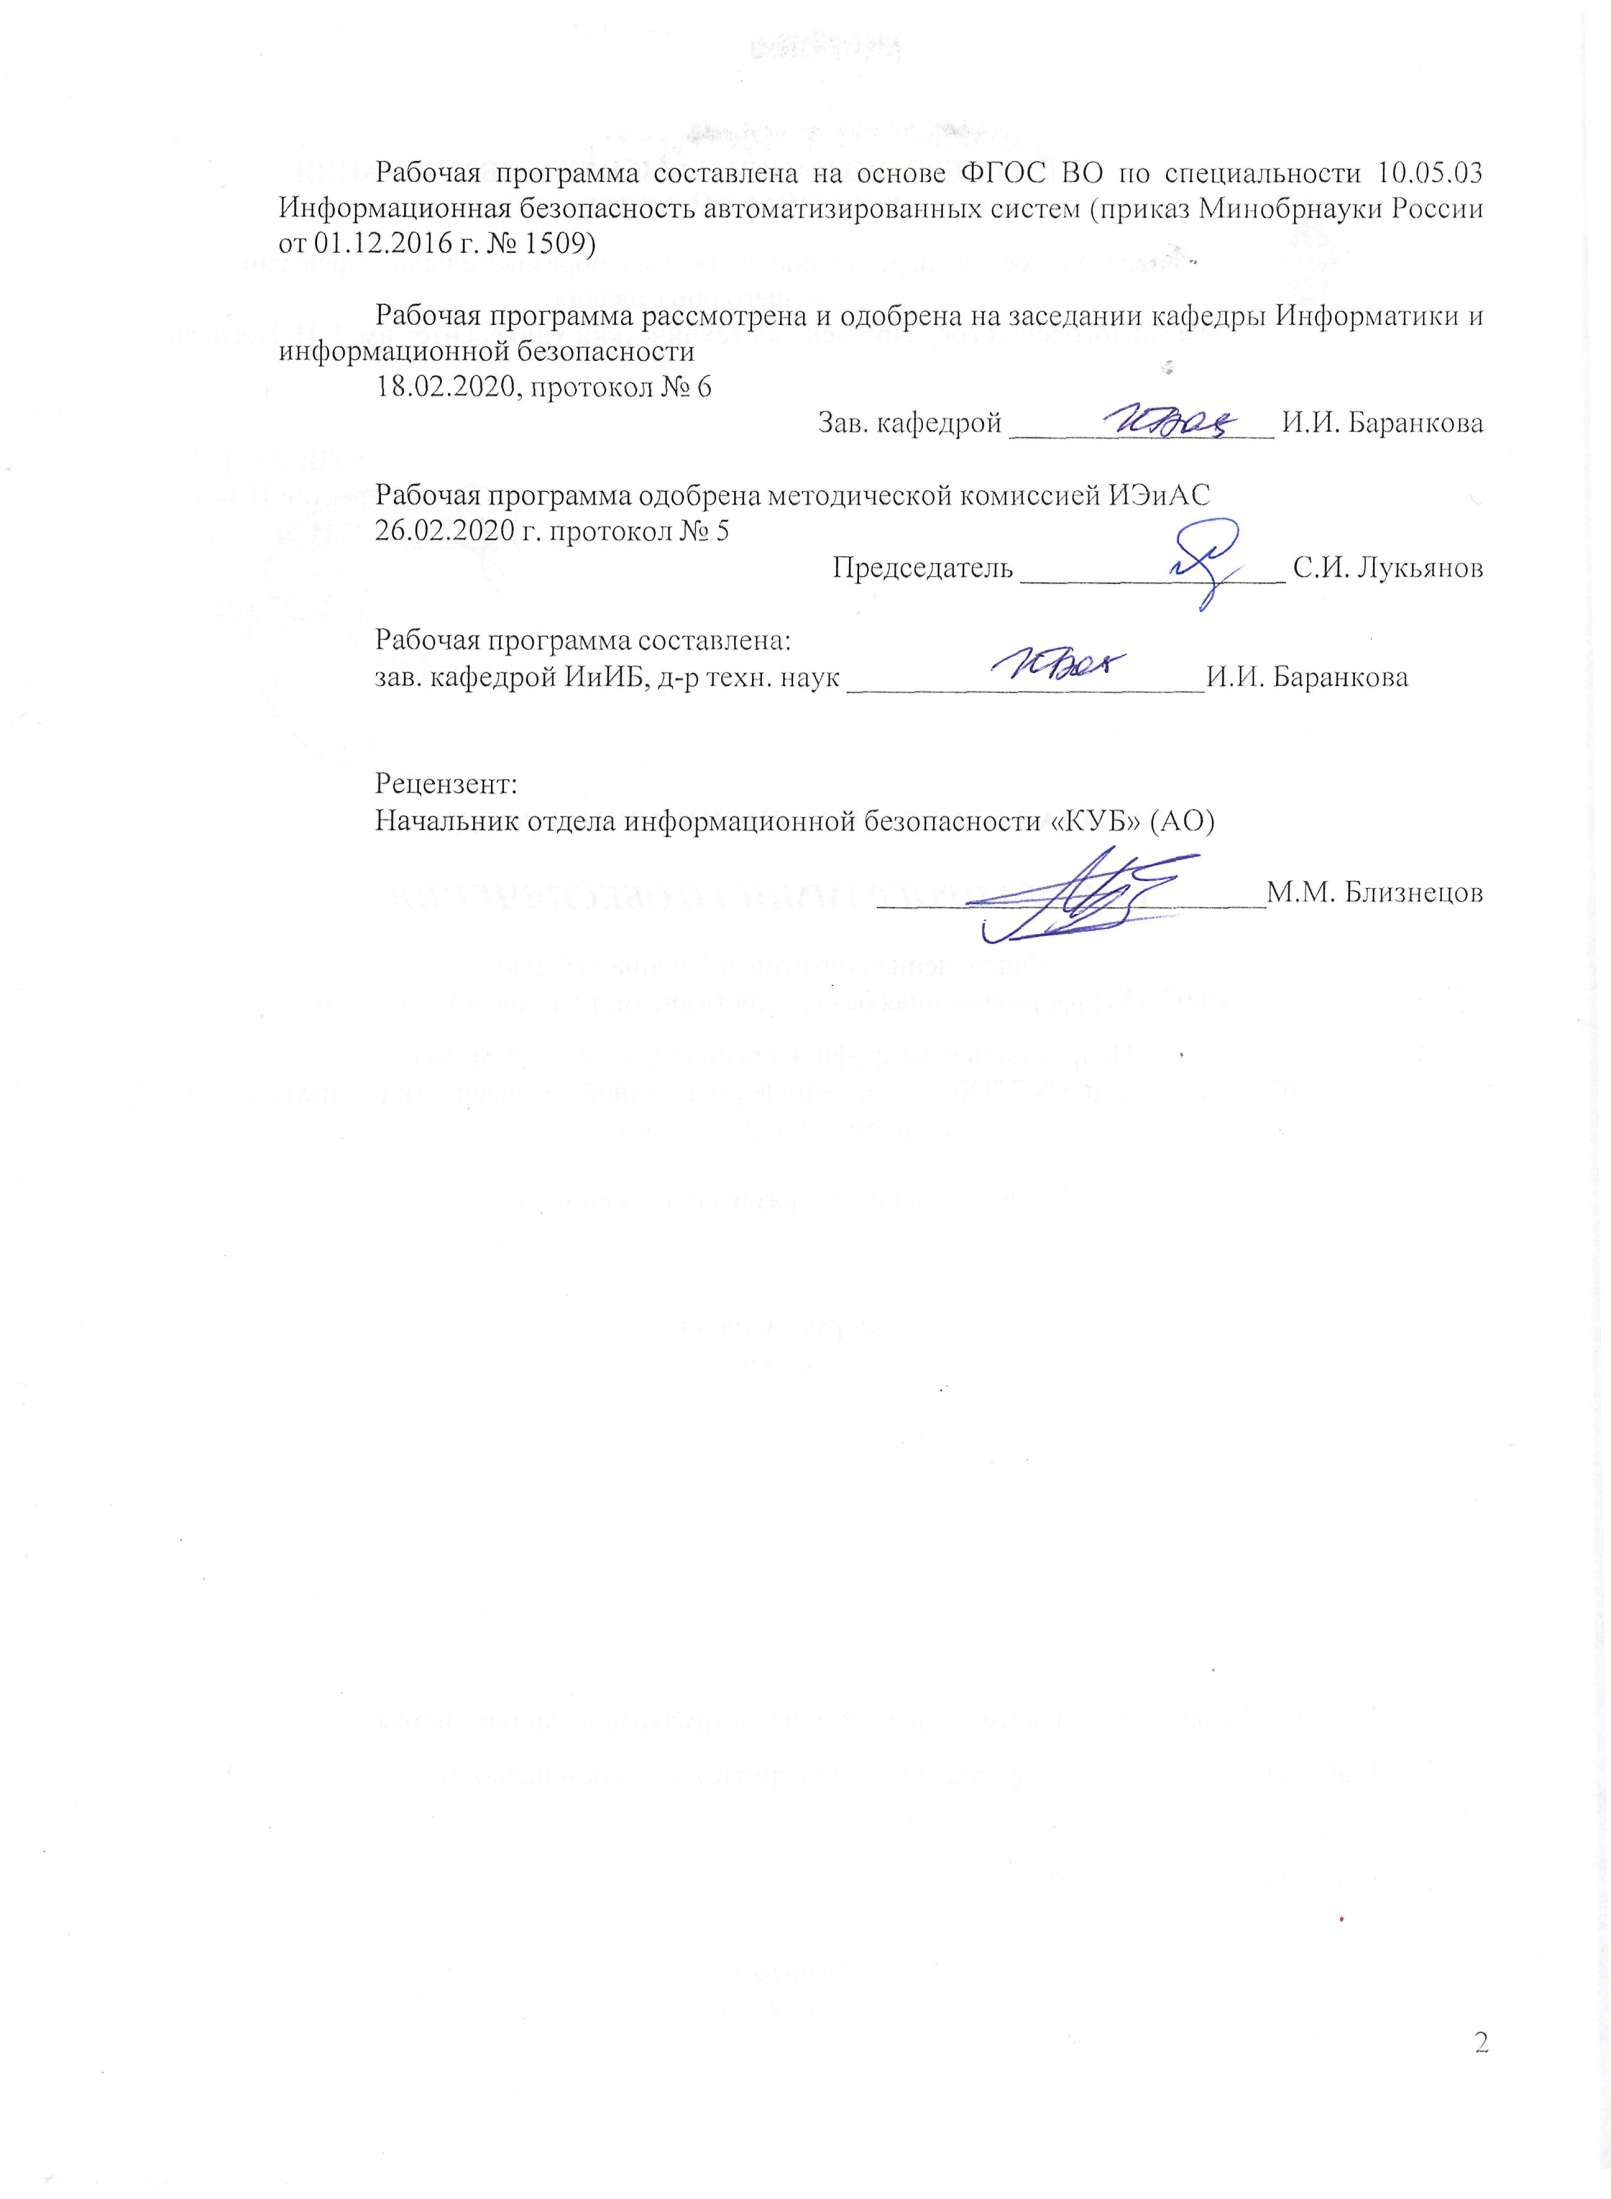 Рабочая программа составлена на основе ФГОС ВО по специальности 10.05.03
Информационная безопасность автоматизированных систем (приказ Минобрнауки России
от 01.12.2016 г. № 1509)
Рабочая программа рассмотрена и одобрена на заседании кафедры Информатики и
информационной безопасности
18.02.2020, протокол № 6
Зав. кафедрой ___________________ И.И. Баранкова
Рабочая программа одобрена методической комиссией ИЭиАС
26.02.2020 г. протокол № 5
Председатель ___________________ С.И. Лукьянов
Рабочая программа составлена:
зав. кафедрой ИиИБ, д-р техн. наук _________________________И.И. Баранкова
Рецензент:
Начальник отдела информационной безопасности «КУБ» (АО)
____________________________М.М. Близнецов
2